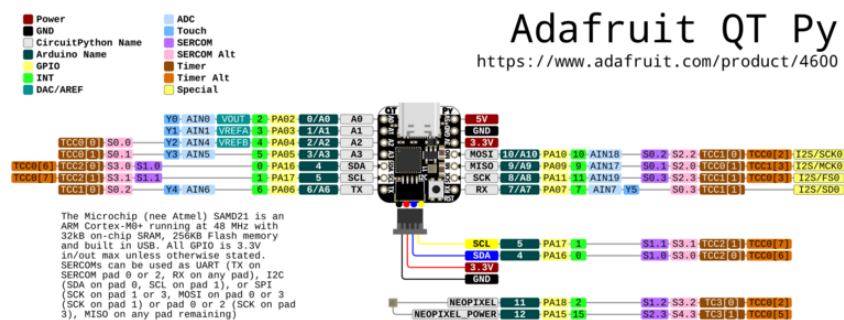 Adafruit QT Py
https://www.adafruit.com/product/4600
Power
GND
CircuitPython Name
Arduino Name
GPIO
INT
DAC/AREF
ADC
Touch
SERCOM
SERCOM Alt
Timer
Timer Alt
Special
QT Py
Y0 AIN0 VOUT 2 PA02 0/A0 A0
Y1 AIN1 VREFA 3 PA03 1/A1 A1
TCC0[0] S0.0 Y2 AIN4 VREFB 4 PA04 2/A2 A2
TCC0[1] S0.1 Y3 AIN5 5 PA05 3/A3 A3
TCC0[6] TCC2[0] S3.0 S1.0 0 PA16 4 SDA
TCC0[7] TCC2[1] S3.1 S1.1 1 PA17 5 SCL
TCC1[0] S0.2 Y4 AIN6 6 PA06 6/A6 TX
5V
GND
3.3V
MOSI 10/A10 PA10 10 AIN18 S0.2 S2.2 TCC1[0] TCC0[2] I2S/SCK0
MISO 9/A9 PA09 9 AIN17 S0.1 S2.1 TCC0[1] TCC1[3] I2S/FS0
SCK 8/A8 PA11 11 AIN19 S0.3 S2.3 TCC1[1] TCC0[3] I2S/FS0
RX 7/A7 PA07 7 AIN7 Y5 S0.3 TCC1[1] I2S/SD0
RST
The Microchip (nee Atmel) SAMD21 is an
ARM Cortex-M0+ running at 48 MHz with
32kB on-chip SRAM, 256KB Flash memory
and built in USB. All GPIO is 3.3V
in/out max unless otherwise stated.
SERCOMs can be used as UART (TX on
SERCOM pad 0 or 2, RX on any pad), I2C
(SDA on pad 0, SCL on pad 1), or SPI
(SCK on pad 1 or 3, MOSI on pad 0 or 3
(SCK on pad 1) or pad 0 or 2 (SCK on pad
3), MISO on any pad remaining)
SCL 5 PA17 1 S1.1 S3.1 TCC2[1] TCC0[7]
SDA 4 PA16 0 S1.0 S3.0 TCC2[0] TCC0[6]
3.3V
GND
NEOPIXEL 11 PA18 2 S1.2 S3.2 TC3[0] TCC0[2]
NEOPIXEL_POWER 12 PA15 15 S2.3 S4.3 TC3[1] TCC0[5]